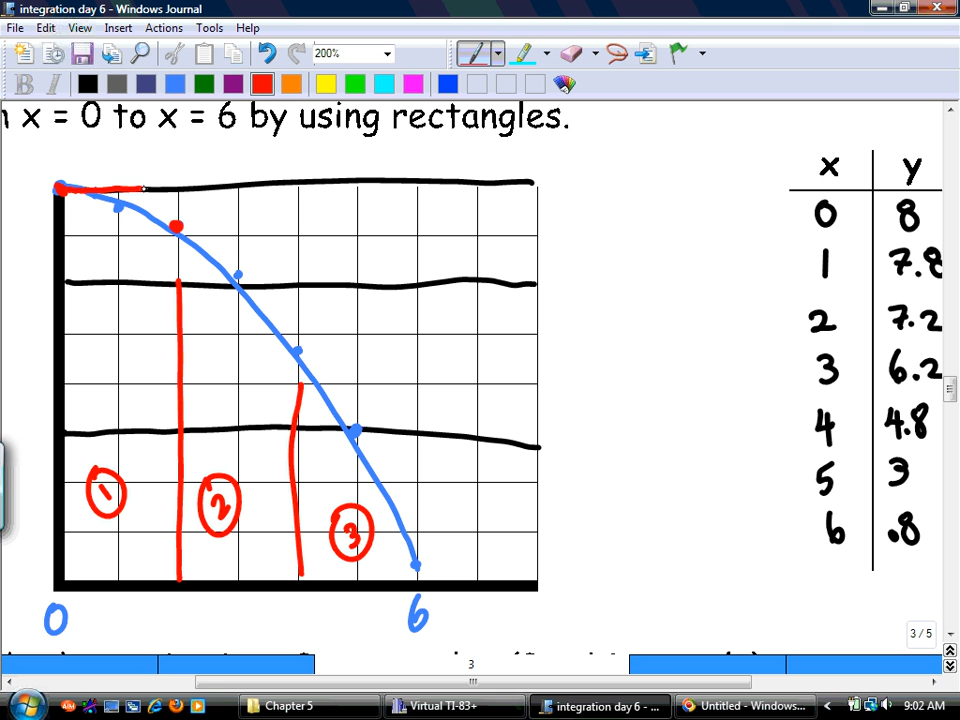 integration day 6 - Windows Journal
File Edit View Insert Actions Tools Help
200%
B I
x = 0 to x = 6 by using rectangles.
x y
0 8
1 7.8
2 7.2
3 6.2
4 4.8
5 3
6 .8
① ② ③
0 6
3 / 5
3
Chapter 5 Virtual TI-83+ integration day 6 - ... Untitled - Windows... 9:02 AM